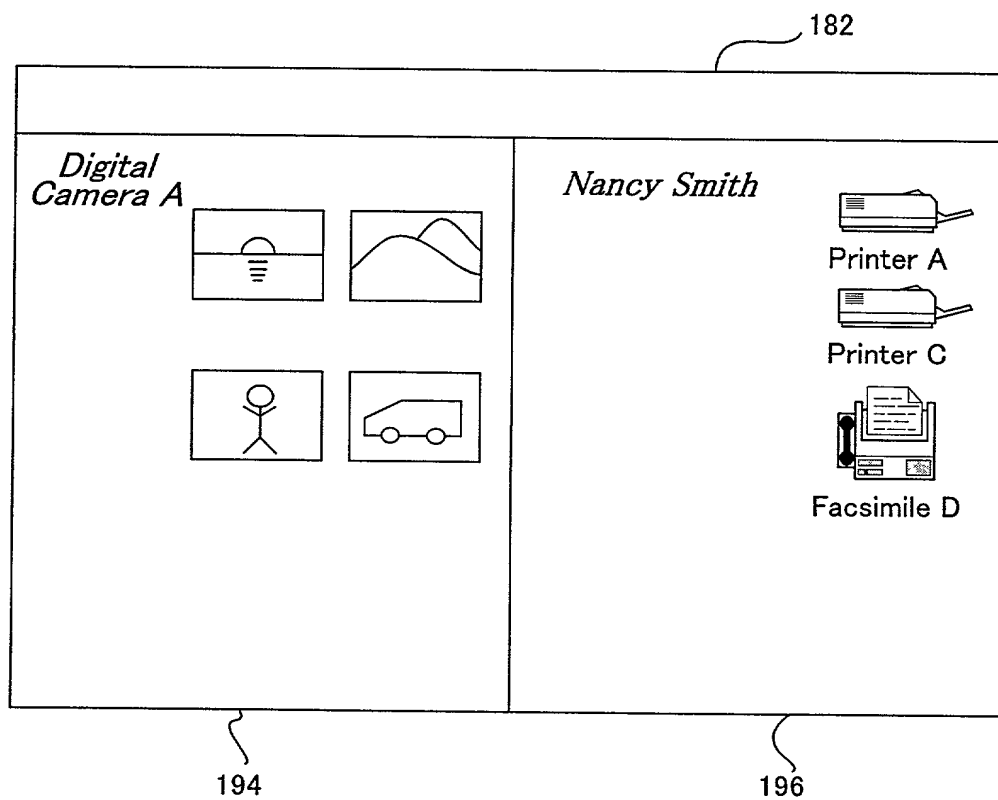 182
Digital
Camera A
Nancy Smith
Printer A
Printer C
Facsimile D
194
196